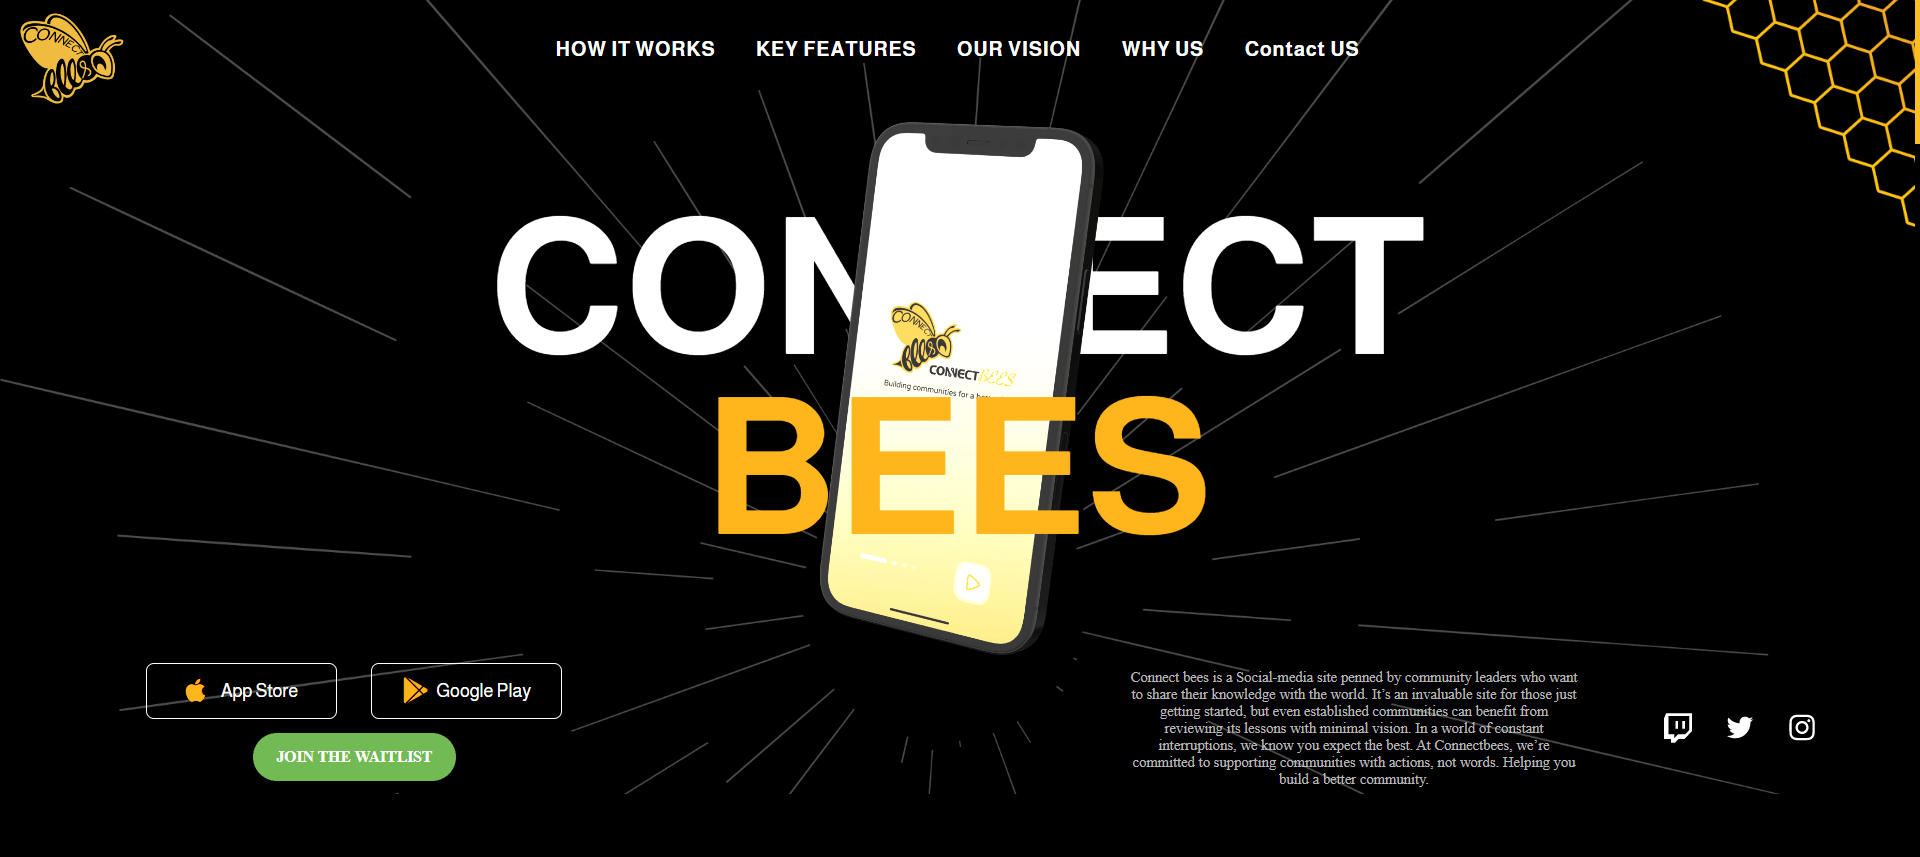 CONNECT
bees
HOW IT WORKS
KEY FEATURES
OUR VISION
WHY US
Contact US
CONNECT
CONNECT
bees
CONNECTBEES
Building communities for a
BEES
App Store
Google Play
JOIN THE WAITLIST
Connect bees is a Social-media site penned by community leaders who want
to share their knowledge with the world. It’s an invaluable site for those just
getting started, but even established communities can benefit from
reviewing its lessons with minimal vision. In a world of constant
interruptions, we know you expect the best. At Connectbees, we’re
committed to supporting communities with actions, not words. Helping you
build a better community.